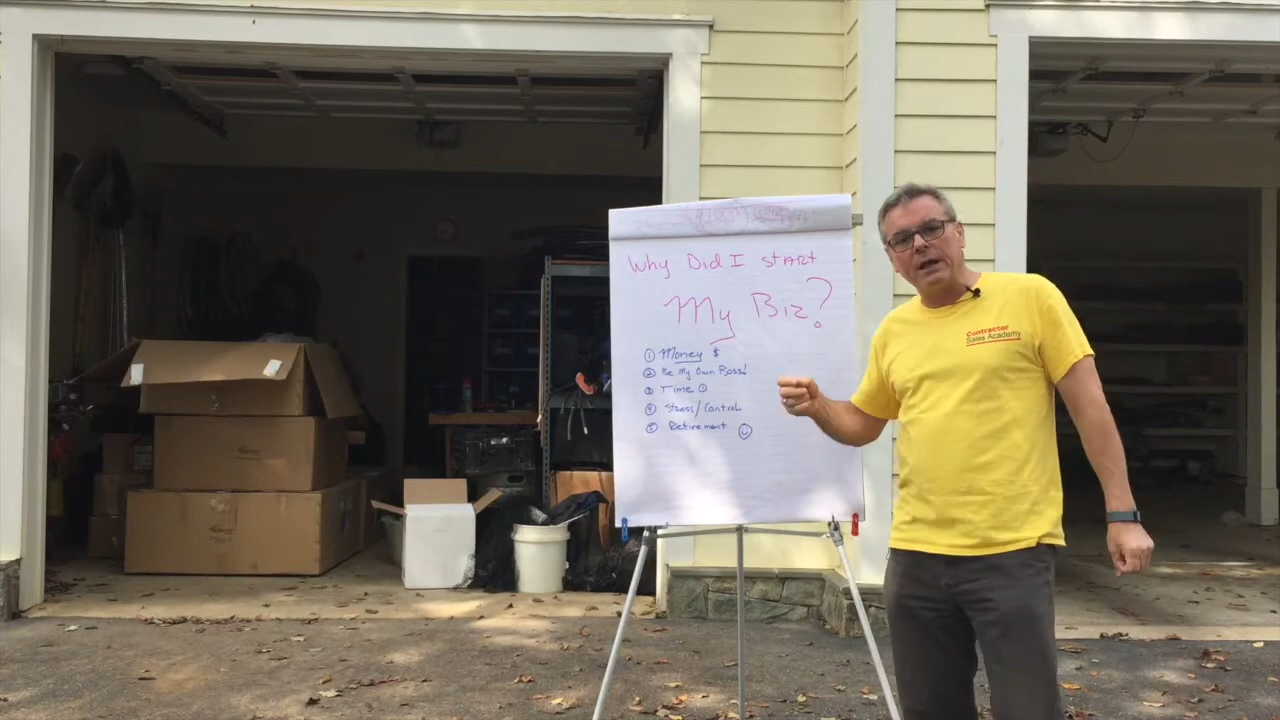 Why Did I START
My Biz?
① Money $
② Be My Own Boss!
③ Time
④ Stress/Control
⑤ Retirement
Contractor
Sales Academy